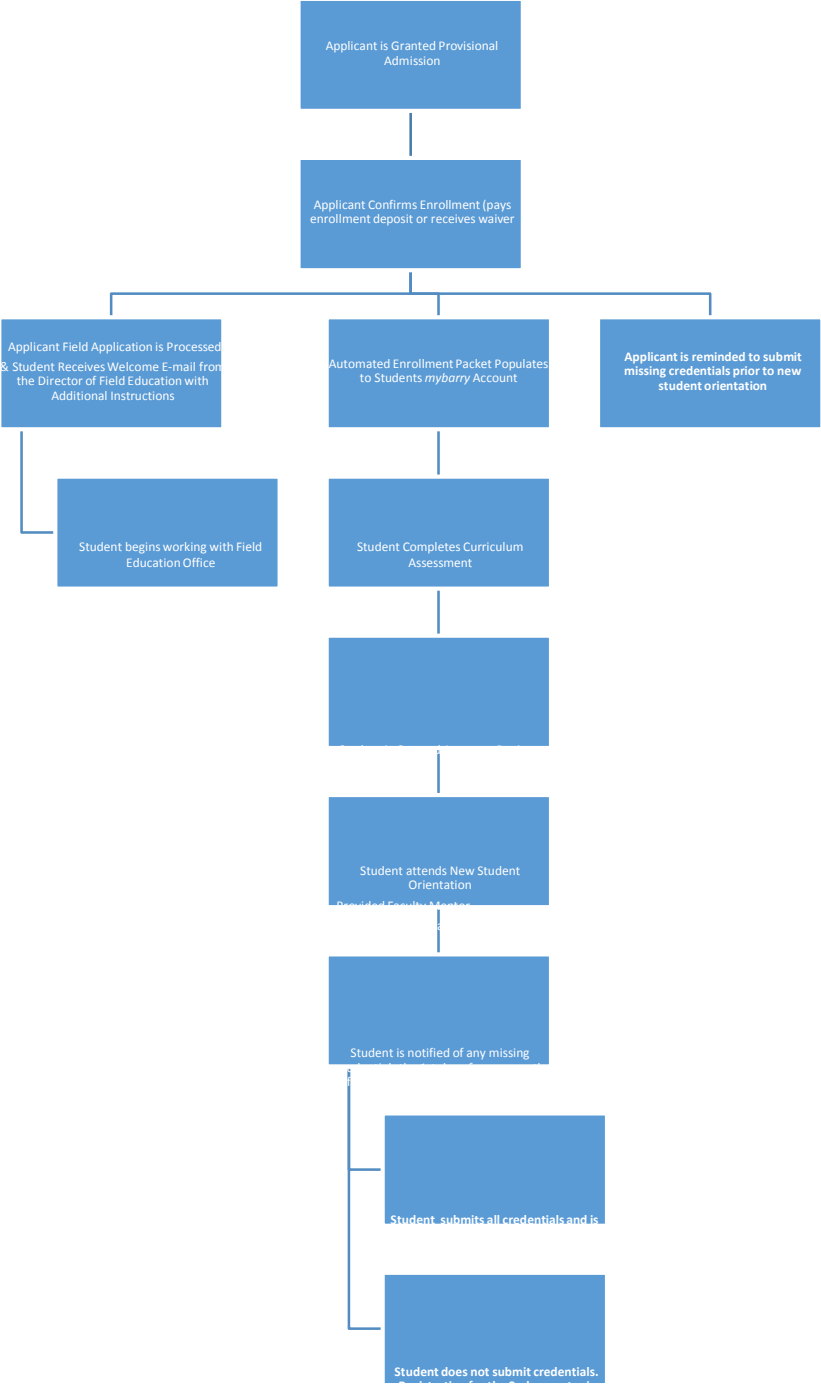 Applicant is Granted Provisional
Admission
Applicant Confirms Enrollment (pays
enrollment deposit or receives waiver
Applicant Field Application is Processed
& Student Receives Welcome E-mail from
the Director of Field Education with
Additional Instructions
Automated Enrollment Packet Populates
to Students mybarry Account
Applicant is reminded to submit
missing credentials prior to new
student orientation
Student begins working with Field
Education Office
Student Completes Curriculum
Assessment
Student attends New Student
Orientation
Provided Faculty Mentor
Student is notified of any missing
Student submits all credentials and is
Student does not submit credentials.